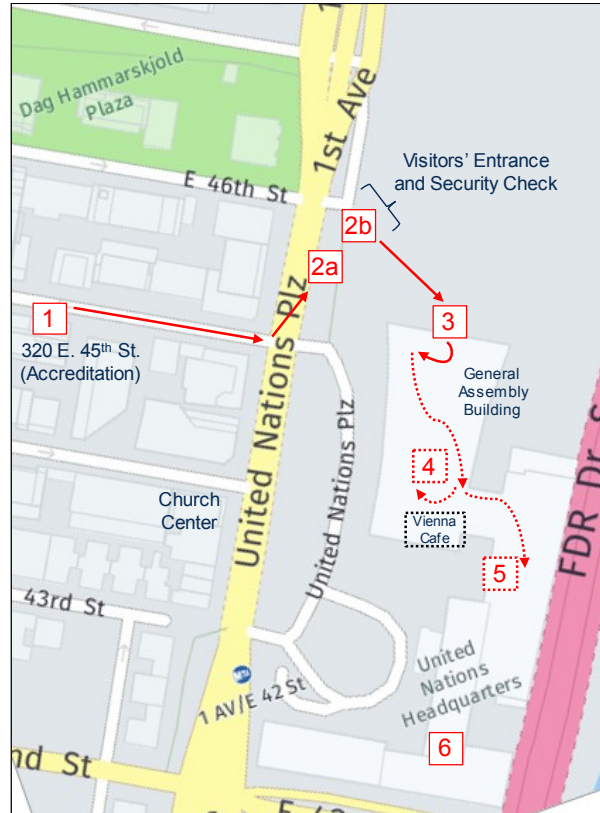 Dag Hammarskjold
Plaza
1st Ave
Visitors' Entrance
and Security Check
E 46th St
2b
2a
1
3
320 E. 45th St.
(Accreditation)
General
Assembly
Building
United Nations Plz
United Nations Plz
4
Church
Center
Vienna
Cafe
5
FDR Dr S
43rd St
United
Nations
Headquarters
1 AV/E 42 St
6
nd St